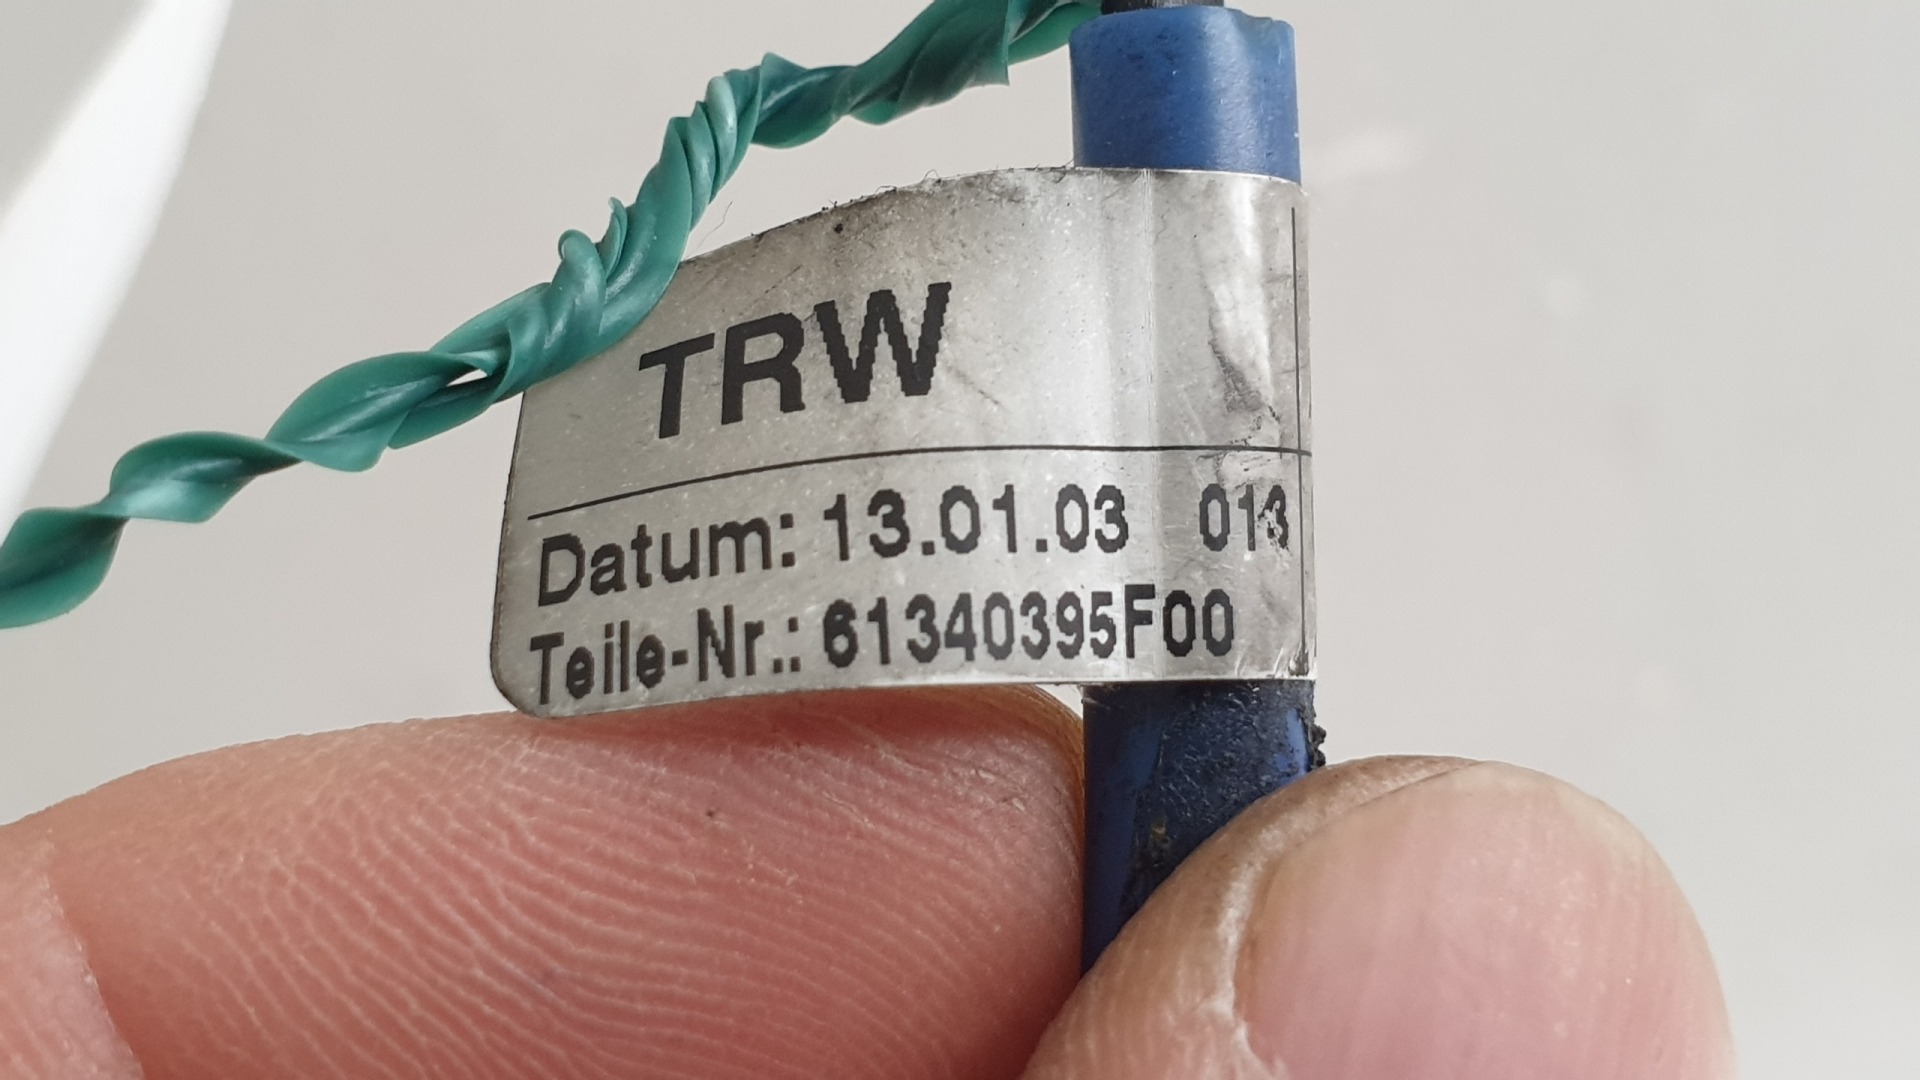 TRW
Datum: 13.01.03 013
Teile-Nr.: 61340395F00